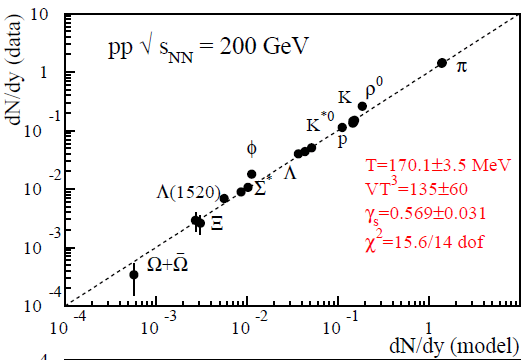 dN/dy (data)
10
1
10 -1
10 -2
10 -3
10 -4
pp √ sNN = 200 GeV
π
ρ0
K
K*0
p
ϕ
Λ
Σ*
Λ(1520)
Ξ
Ω+Ω̄
T=170.1±3.5 MeV
VT3=135±60
γs=0.569±0.031
χ2=15.6/14 dof
10 -4 10 -3 10 -2 10 -1 1 10
dN/dy (model)